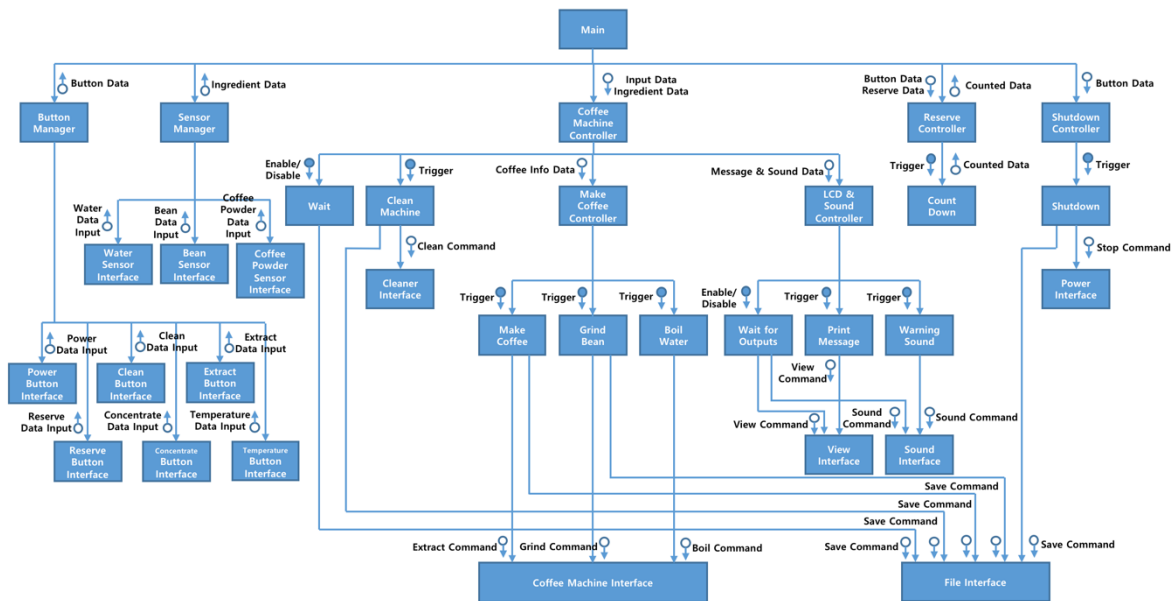 Main
Button Data
Ingredient Data
Input Data
Ingredient Data
Button Data
Reserve Data
Counted Data
Button Data
Button
Manager
Sensor
Manager
Coffee
Machine
Controller
Reserve
Controller
Shutdown
Controller
Enable/
Disable
Trigger
Coffee Info Data
Message & Sound Data
Trigger
Counted Data
Trigger
Wait
Clean
Machine
Make
Coffee
Controller
LCD &
Sound
Controller
Count
Down
Shutdown
Water
Data
Input
Bean
Data
Input
Coffee
Powder
Data
Input
Water
Sensor
Interface
Bean
Sensor
Interface
Coffee
Powder
Sensor
Interface
Clean Command
Stop Command
Cleaner
Interface
Power
Interface
Trigger
Trigger
Trigger
Enable/
Disable
Trigger
Trigger
Make
Coffee
Grind
Bean
Boil
Water
Wait for
Outputs
Print
Message
Warning
Sound
Power
Data Input
Clean
Data Input
Extract
Data Input
Power
Button
Interface
Clean
Button
Interface
Extract
Button
Interface
View
Command
Reserve
Data Input
Concentrate
Data Input
Temperature
Data Input
View Command
Sound
Command
Sound Command
Reserve
Button
Interface
Concentrate
Button
Interface
Temperature
Button
Interface
View
Interface
Sound
Interface
Save Command
Save Command
Extract Command
Grind Command
Boil Command
Save Command
Save Command
Save Command
Coffee Machine Interface
File Interface